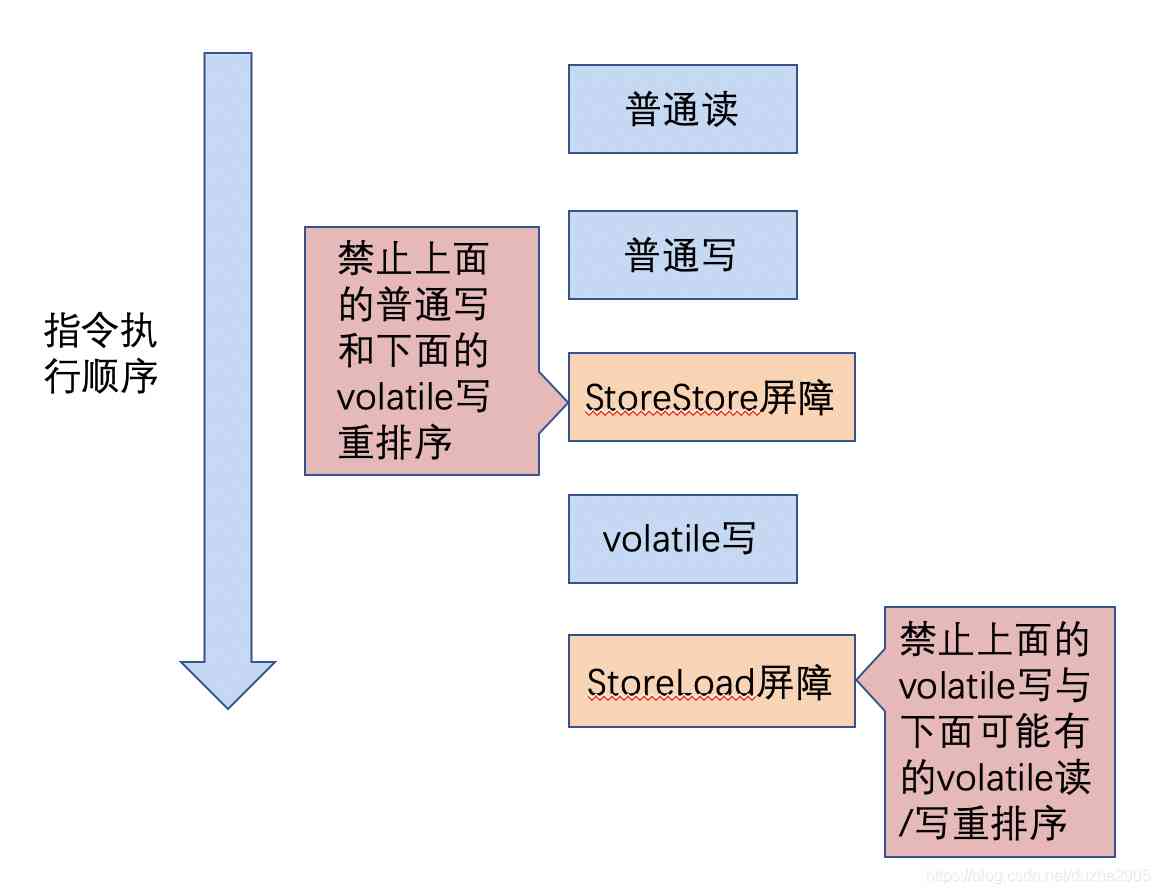 普通读
普通写
禁止上面
的普通写
和下面的
volatile写
重排序
指令执
行顺序
StoreStore屏障
volatile写
StoreLoad屏障
禁止上面的
volatile写与
下面可能有
的volatile读
/写重排序
https://blog.csdn.net/duzhe2905